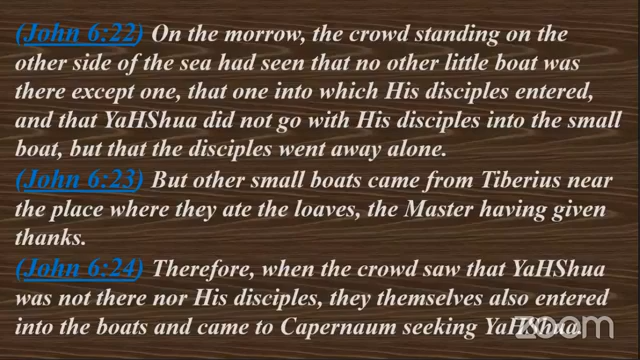 (John 6:22) On the morrow, the crowd standing on the
other side of the sea had seen that no other little boat was
there except one, that one into which His disciples entered,
and that YaHShua did not go with His disciples into the small
boat, but that the disciples went away alone.
(John 6:23) But other small boats came from Tiberius near
the place where they ate the loaves, the Master having given
thanks.
(John 6:24) Therefore, when the crowd saw that YaHShua
was not there nor His disciples, they themselves also entered
into the boats and came to Capernaum seeking YaHShua.
zoom